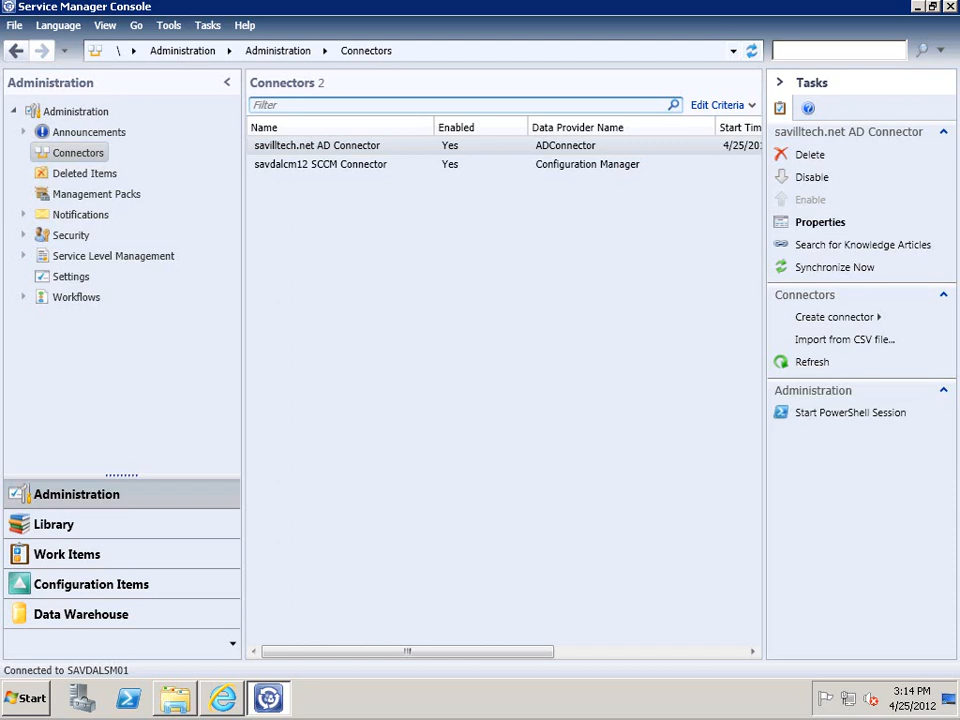 Service Manager Console
File Language View Go Tools Tasks Help
\ Administration Administration Connectors
Administration
Administration
Announcements
Connectors
Deleted Items
Management Packs
Notifications
Security
Service Level Management
Settings
Workflows
Administration
Library
Work Items
Configuration Items
Data Warehouse
Connectors 2
Filter
Edit Criteria
Name Enabled Data Provider Name Start Tim
savilltech.net AD Connector Yes ADConnector 4/25/201
savdalcm12 SCCM Connector Yes Configuration Manager
Tasks
savilltech.net AD Connector
Delete
Disable
Enable
Properties
Search for Knowledge Articles
Synchronize Now
Connectors
Create connector
Import from CSV file...
Refresh
Administration
Start PowerShell Session
Connected to SAVDALSM01
Start
3:14 PM
4/25/2012